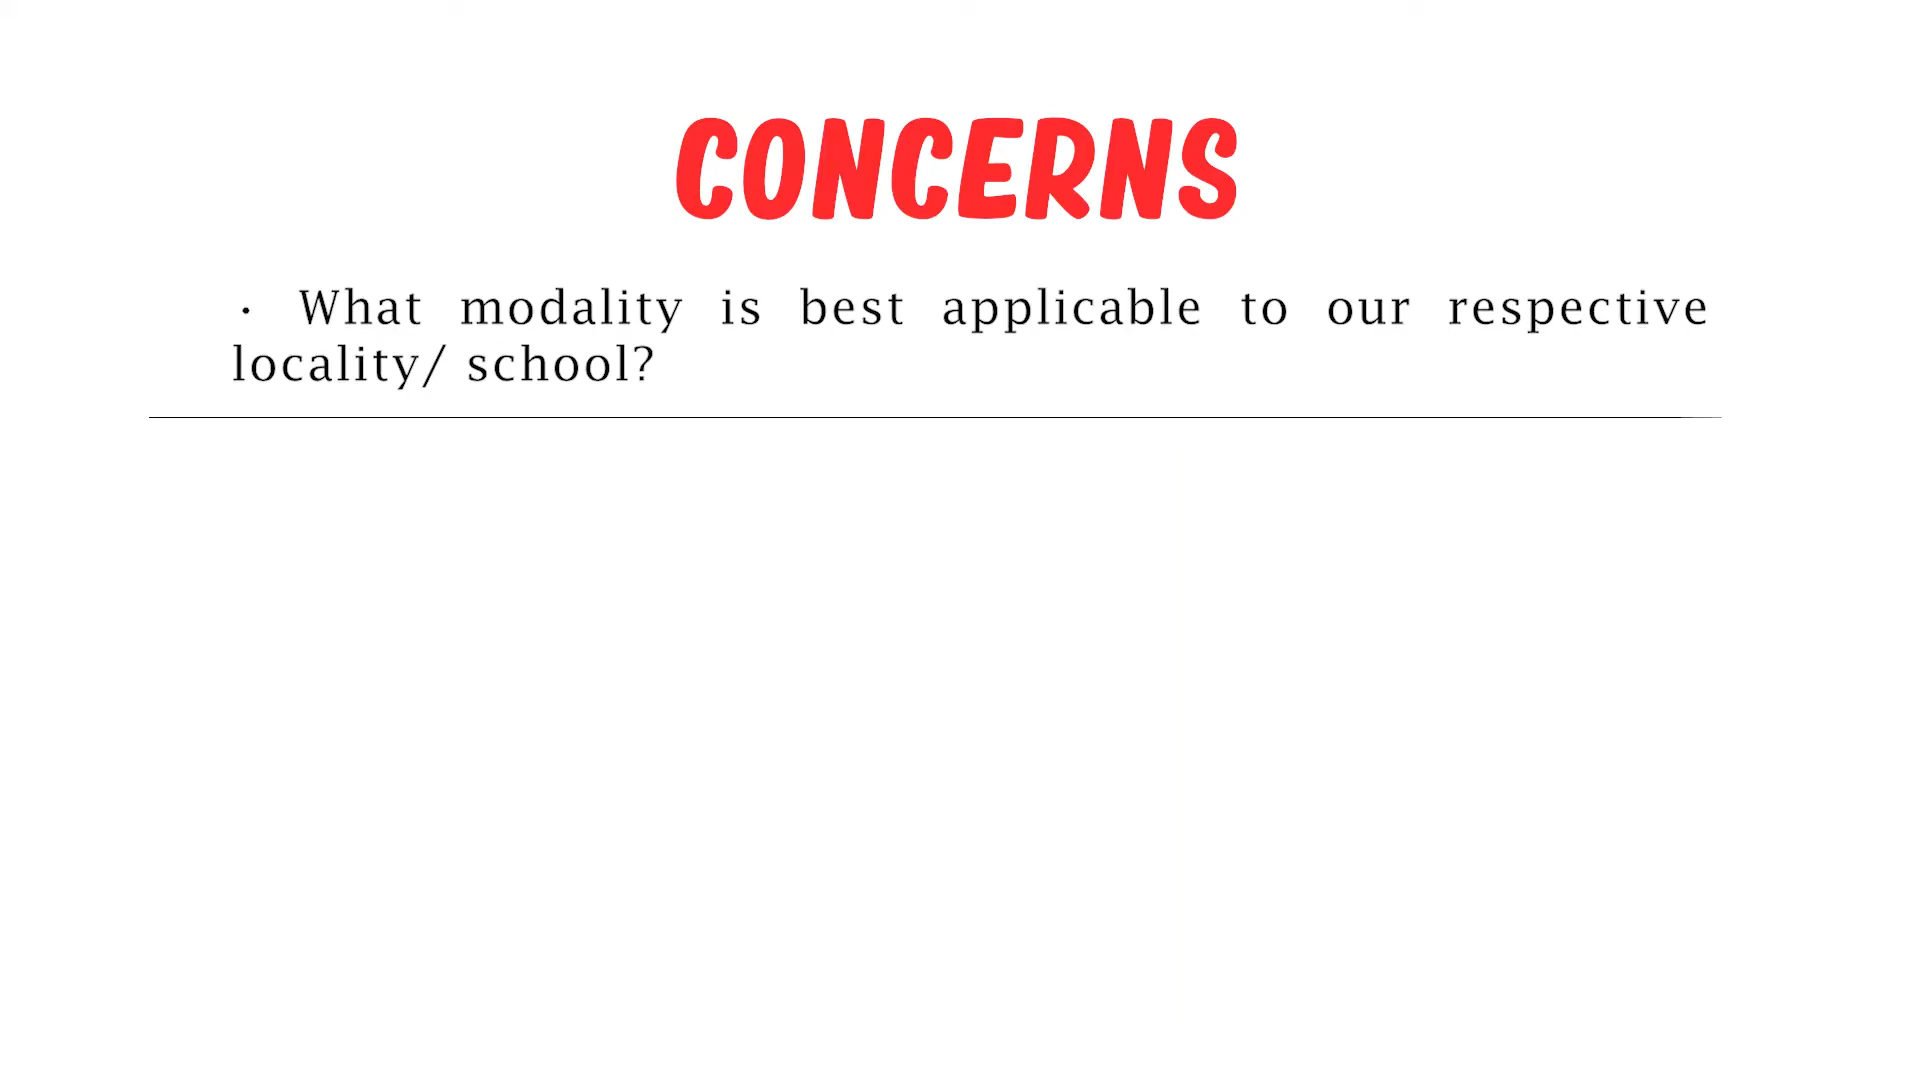 CONCERNS
· What modality is best applicable to our respective
locality/ school?